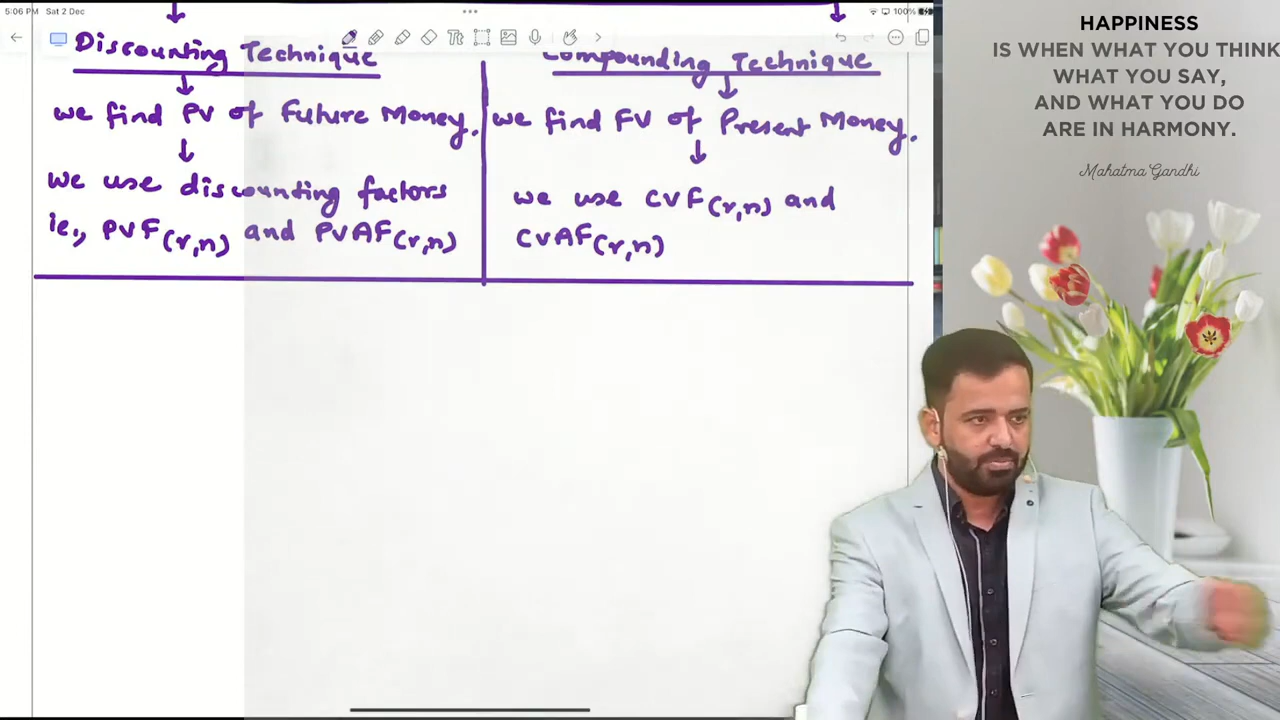 5:06 PM Sat 2 Dec
100%
Discounting Technique
we find PV of Future Money.
we use discounting factors
ie., PVF(r,n) and PVAF(r,n)
Compounding Technique
we find FV of Present Money.
we use CVF(r,n) and
CVAF(r,n)
HAPPINESS
IS WHEN WHAT YOU THINK
WHAT YOU SAY,
AND WHAT YOU DO
ARE IN HARMONY.
Mahatma Gandhi